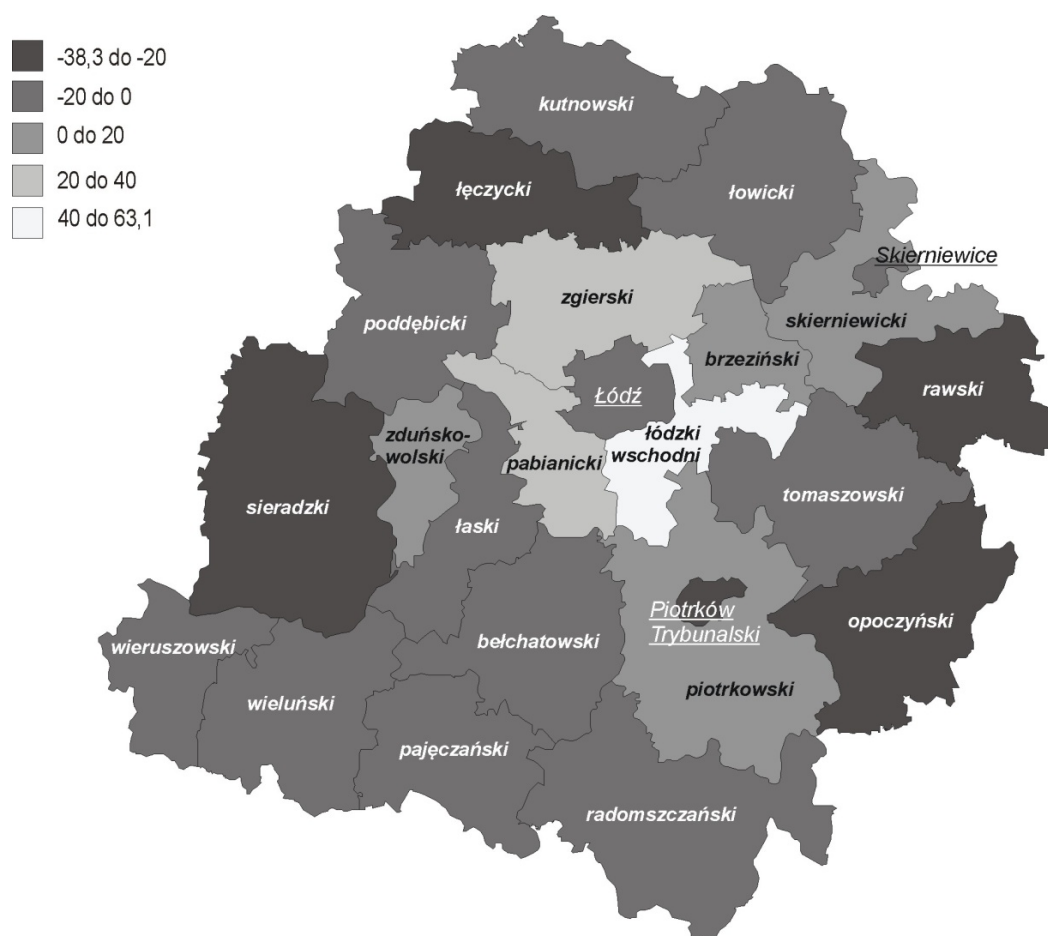 -38,3 do -20
-20 do 0
0 do 20
20 do 40
40 do 63,1
kutnowski
łęczycki
łowicki
Skierniewice
zgierski
skierniewicki
poddębicki
brzeziński
rawski
Łódź
zduńsko-
wolski
łódzki
wschodni
pabianicki
tomaszowski
sieradzki
łaski
Piotrków
Trybunalski
opoczyński
wieruszowski
bełchatowski
piotrkowski
wieluński
pajęczański
radomszczański